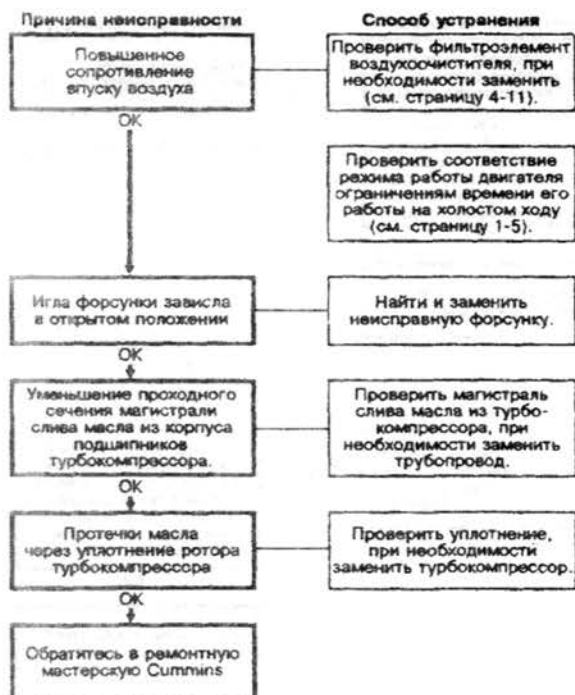 Причина неисправности
Способ устранения
Повышенное
сопротивление
впуску воздуха
Проверить фильтроэлемент
воздухоочистителя, при
необходимости заменить
(см. страницу 4-11).
ОК
Проверить соответствие
режима работы двигателя
ограничениям времени его
работы на холостом ходу
(см. страницу 1-5).
Игла форсунки зависла
в открытом положении
Найти и заменить
неисправную форсунку.
ОК
Уменьшение проходного
сечения магистрали
слива масла из корпуса
подшипников
турбокомпрессора.
Проверить магистраль
слива масла из турбо-
компрессора, при
необходимости заменить
трубопровод.
ОК
Протечки масла
через уплотнение ротора
турбокомпрессора
Проверить уплотнение,
при необходимости
заменить турбокомпрессор.
ОК
Обратитесь в ремонтную
мастерскую Cummins